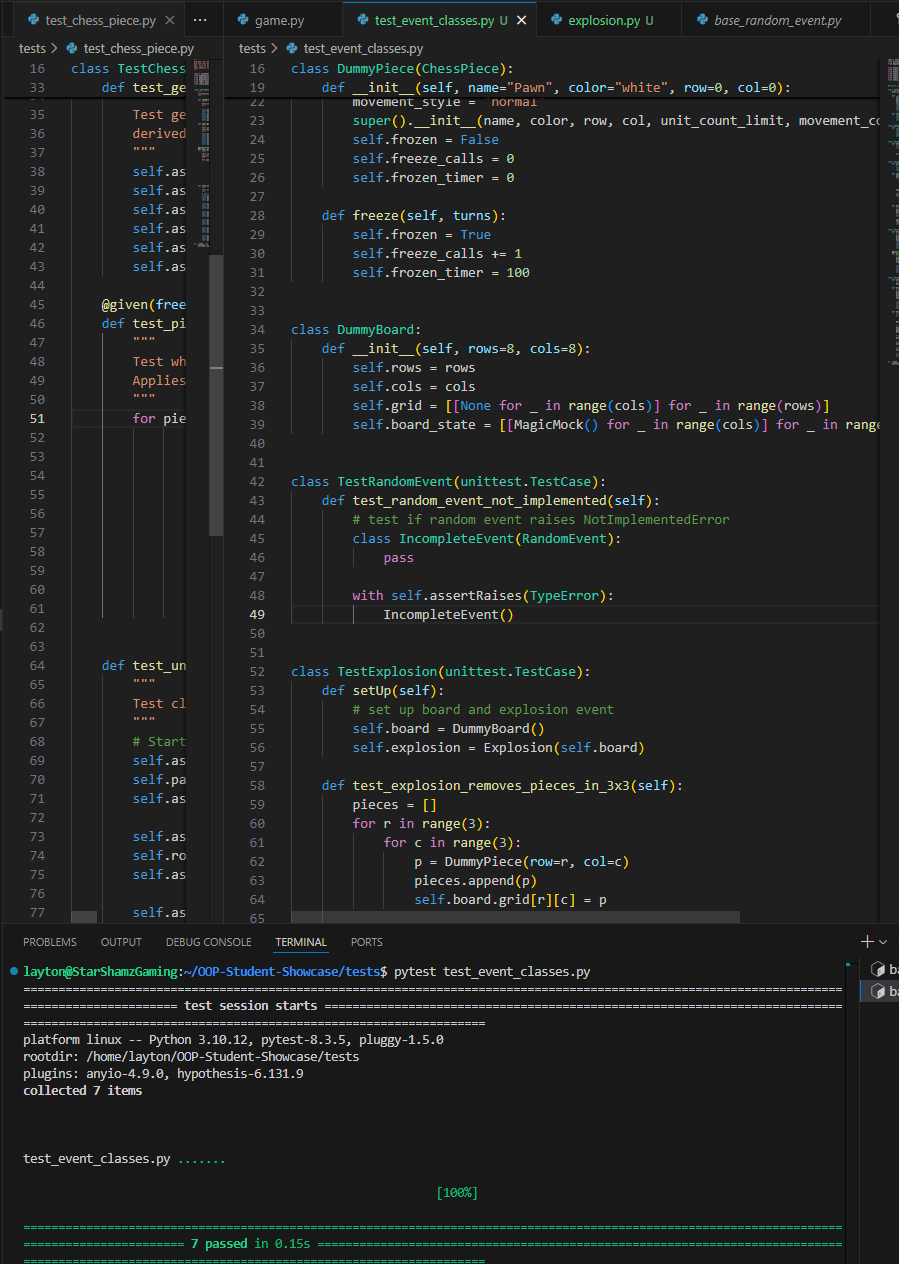 test_chess_piece.py × ···
game.py
test_event_classes.py U ×
explosion.py U
base_random_event.py
tests > test_chess_piece.py
16 class TestChess
33 def test_ge
35 Test ge
36 derived
37 """
38 self.as
39 self.as
40 self.as
41 self.as
42 self.as
43 self.as
44
45 @given(free
46 def test_pi
47 """
48 Test wh
49 Applies
50 """
51 for pie
52
53
54
55
56
57
58
59
60
61
62
63
64 def test_un
65 """
66 Test cl
67 """
68 # Start
69 self.as
70 self.pa
71 self.as
72
73 self.as
74 self.ro
75 self.as
76
77 self.as
tests > test_event_classes.py
16 class DummyPiece(ChessPiece):
19 def __init__(self, name="Pawn", color="white", row=0, col=0):
22 movement_style = "normal"
23 super().__init__(name, color, row, col, unit_count_limit, movement_co
24 self.frozen = False
25 self.freeze_calls = 0
26 self.frozen_timer = 0
27
28 def freeze(self, turns):
29 self.frozen = True
30 self.freeze_calls += 1
31 self.frozen_timer = 100
32
33
34 class DummyBoard:
35 def __init__(self, rows=8, cols=8):
36 self.rows = rows
37 self.cols = cols
38 self.grid = [[None for _ in range(cols)] for _ in range(rows)]
39 self.board_state = [[MagicMock() for _ in range(cols)] for _ in range
40
41
42 class TestRandomEvent(unittest.TestCase):
43 def test_random_event_not_implemented(self):
44 # test if random event raises NotImplementedError
45 class IncompleteEvent(RandomEvent):
46 pass
47
48 with self.assertRaises(TypeError):
49 IncompleteEvent()
50
51
52 class TestExplosion(unittest.TestCase):
53 def setUp(self):
54 # set up board and explosion event
55 self.board = DummyBoard()
56 self.explosion = Explosion(self.board)
57
58 def test_explosion_removes_pieces_in_3x3(self):
59 pieces = []
60 for r in range(3):
61 for c in range(3):
62 p = DummyPiece(row=r, col=c)
63 pieces.append(p)
64 self.board.grid[r][c] = p
65
PROBLEMS OUTPUT DEBUG CONSOLE TERMINAL PORTS
layton@StarShamzGaming:~/OOP-Student-Showcase/tests$ pytest test_event_classes.py
test session starts
platform linux -- Python 3.10.12, pytest-8.3.5, pluggy-1.5.0
rootdir: /home/layton/OOP-Student-Showcase/tests
plugins: anyio-4.9.0, hypothesis-6.131.9
collected 7 items
test_event_classes.py .......
[100%]
7 passed in 0.15s
ba
ba